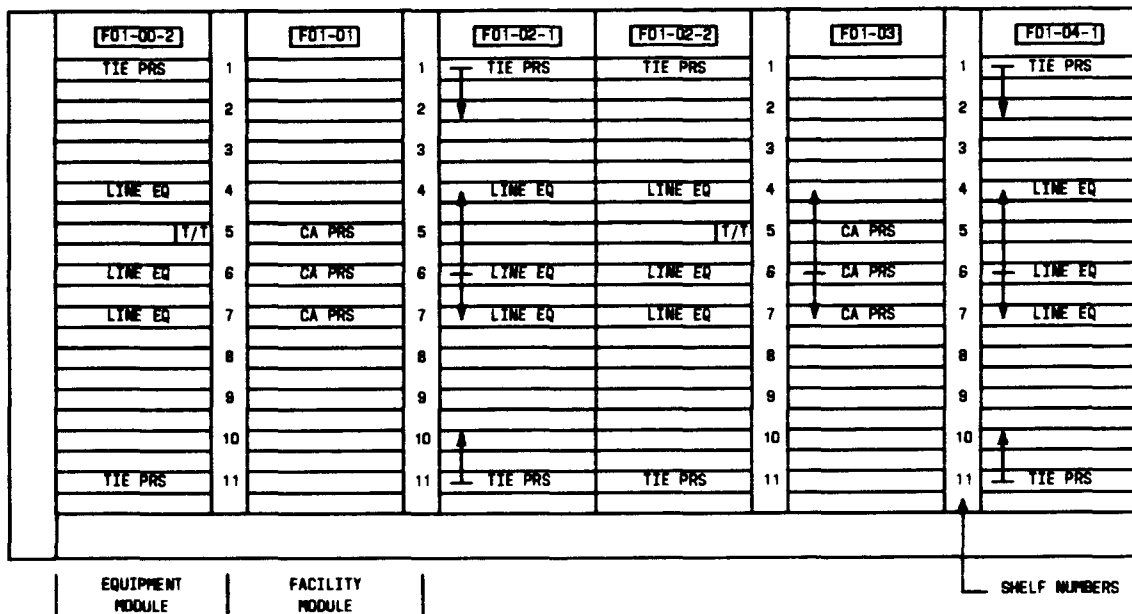 F01-00-2 F01-01 F01-02-1 F01-02-2 F01-03 F01-04-1
TIE PRS 1 1 TIE PRS TIE PRS 1 1 TIE PRS
2 2 2 2
3 3 3 3
LINE EQ 4 4 LINE EQ LINE EQ 4 4 LINE EQ
T/T 5 CA PRS 5 T/T 5 CA PRS 5
LINE EQ 6 CA PRS 6 LINE EQ LINE EQ 6 CA PRS 6 LINE EQ
LINE EQ 7 CA PRS 7 LINE EQ LINE EQ 7 CA PRS 7 LINE EQ
8 8 8 8
9 9 9 9
10 10 10 10
TIE PRS 11 11 TIE PRS TIE PRS 11 11 TIE PRS
EQUIPMENT MODULE
FACILITY MODULE
SHELF NUMBERS